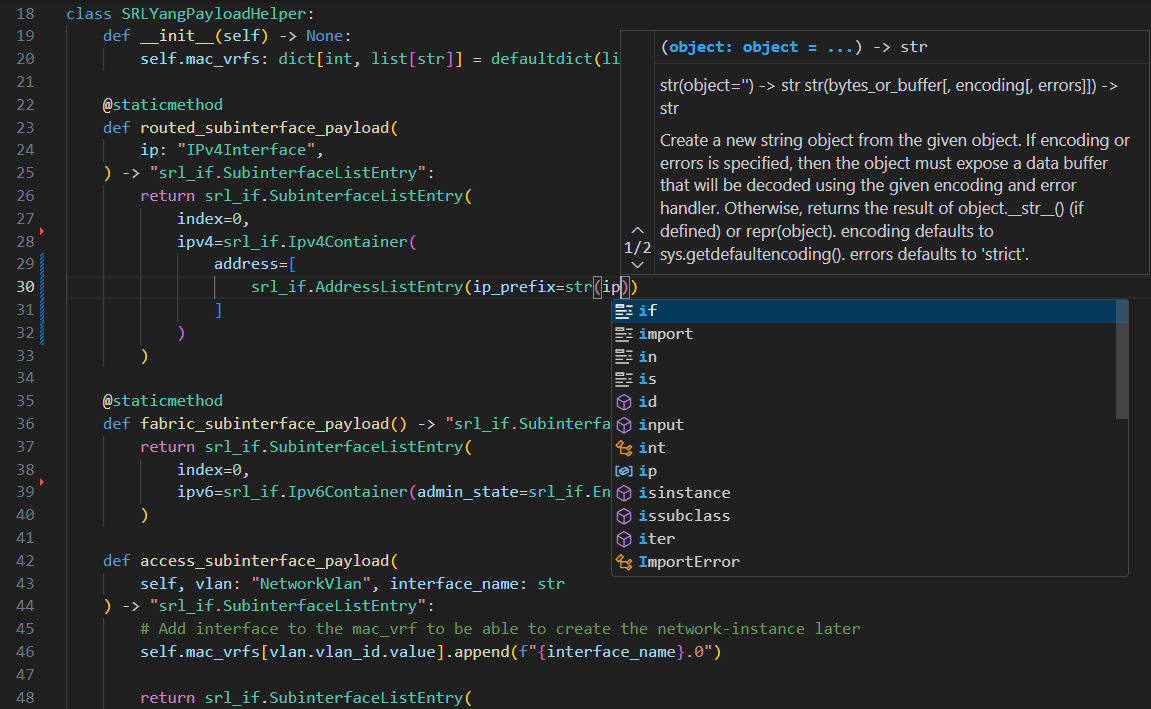 18 class SRLYangPayloadHelper:
19 def __init__(self) -> None:
20 self.mac_vrfs: dict[int, list[str]] = defaultdict(li
21
22 @staticmethod
23 def routed_subinterface_payload(
24 ip: "IPv4Interface",
25 ) -> "srl_if.SubinterfaceListEntry":
26 return srl_if.SubinterfaceListEntry(
27 index=0,
28 ipv4=srl_if.Ipv4Container(
29 address=[
30 srl_if.AddressListEntry(ip_prefix=str(ip))
31 ]
32 )
33 )
34
35 @staticmethod
36 def fabric_subinterface_payload() -> "srl_if.Subinterfa
37 return srl_if.SubinterfaceListEntry(
38 index=0,
39 ipv6=srl_if.Ipv6Container(admin_state=srl_if.En
40 )
41
42 def access_subinterface_payload(
43 self, vlan: "NetworkVlan", interface_name: str
44 ) -> "srl_if.SubinterfaceListEntry":
45 # Add interface to the mac_vrf to be able to create the network-instance later
46 self.mac_vrfs[vlan.vlan_id.value].append(f"{interface_name}.0")
47
48 return srl_if.SubinterfaceListEntry(
(object: object = ...) -> str
str(object='') -> str str(bytes_or_buffer[, encoding[, errors]]) ->
str
Create a new string object from the given object. If encoding or
errors is specified, then the object must expose a data buffer
that will be decoded using the given encoding and error
handler. Otherwise, returns the result of object.__str__() (if
defined) or repr(object). encoding defaults to
sys.getdefaultencoding(). errors defaults to 'strict'.
1/2
if
import
in
is
id
input
int
ip
isinstance
issubclass
iter
ImportError